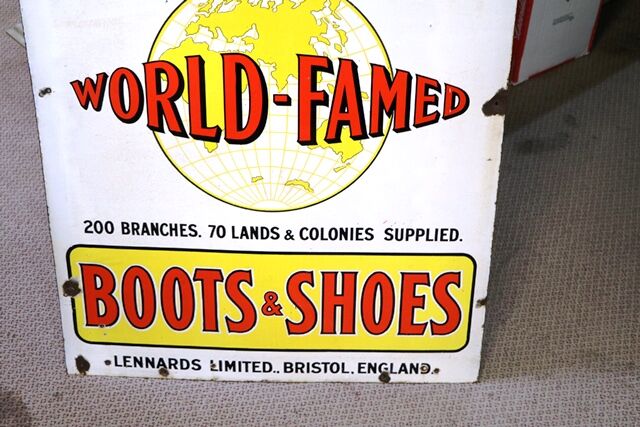 WORLD-FAMED
200 BRANCHES. 70 LANDS & COLONIES SUPPLIED.
BOOTS & SHOES
LENNARDS LIMITED., BRISTOL, ENGLAND.